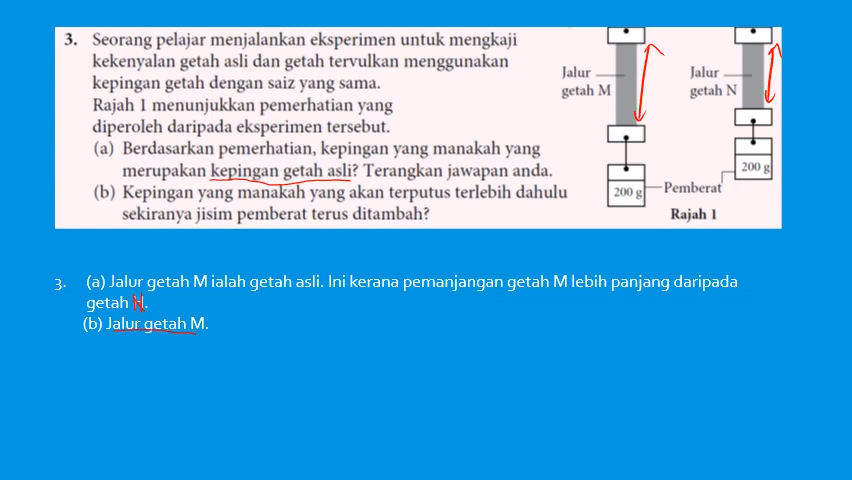 3. Seorang pelajar menjalankan eksperimen untuk mengkaji
kekenyalan getah asli dan getah tervulkan menggunakan
kepingan getah dengan saiz yang sama.
Rajah 1 menunjukkan pemerhatian yang
diperoleh daripada eksperimen tersebut.
(a) Berdasarkan pemerhatian, kepingan yang manakah yang
merupakan kepingan getah asli? Terangkan jawapan anda.
(b) Kepingan yang manakah yang akan terputus terlebih dahulu
sekiranya jisim pemberat terus ditambah?
Jalur
getah M
Jalur
getah N
200 g
200 g
Pemberat
Rajah 1
3. (a) Jalur getah M ialah getah asli. Ini kerana pemanjangan getah M lebih panjang daripada
getah N.
(b) Jalur getah M.